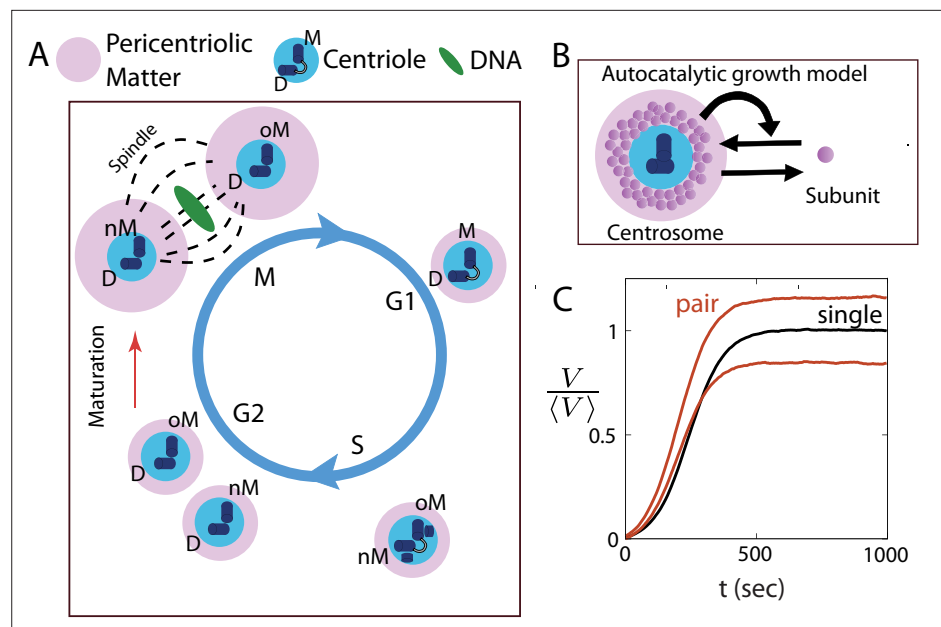 A
Pericentriolic
Matter
M
D
Centriole
DNA
Spindle
oM
D
nM
D
M
D
M
G1
Maturation
G2
S
oM
D
nM
D
oM
nM
B
Autocatalytic growth model
Subunit
Centrosome
C
pair
single
V
⟨V⟩
1
0.5
0
0
500
1000
t (sec)